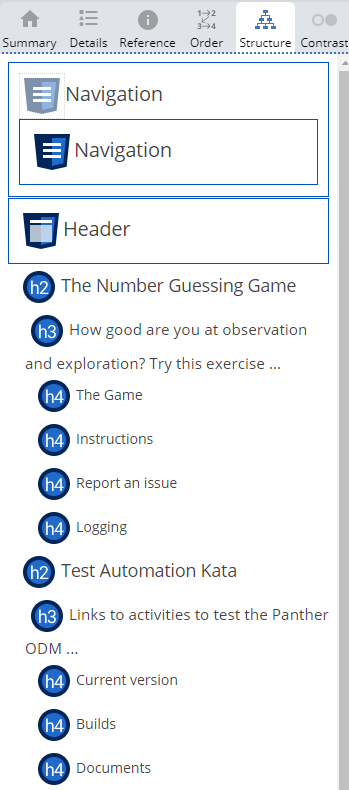 Summary Details Reference Order Structure Contrast
Navigation
Navigation
Header
h2 The Number Guessing Game
h3 How good are you at observation
and exploration? Try this exercise ...
h4 The Game
h4 Instructions
h4 Report an issue
h4 Logging
h2 Test Automation Kata
h3 Links to activities to test the Panther
ODM ...
h4 Current version
h4 Builds
h4 Documents